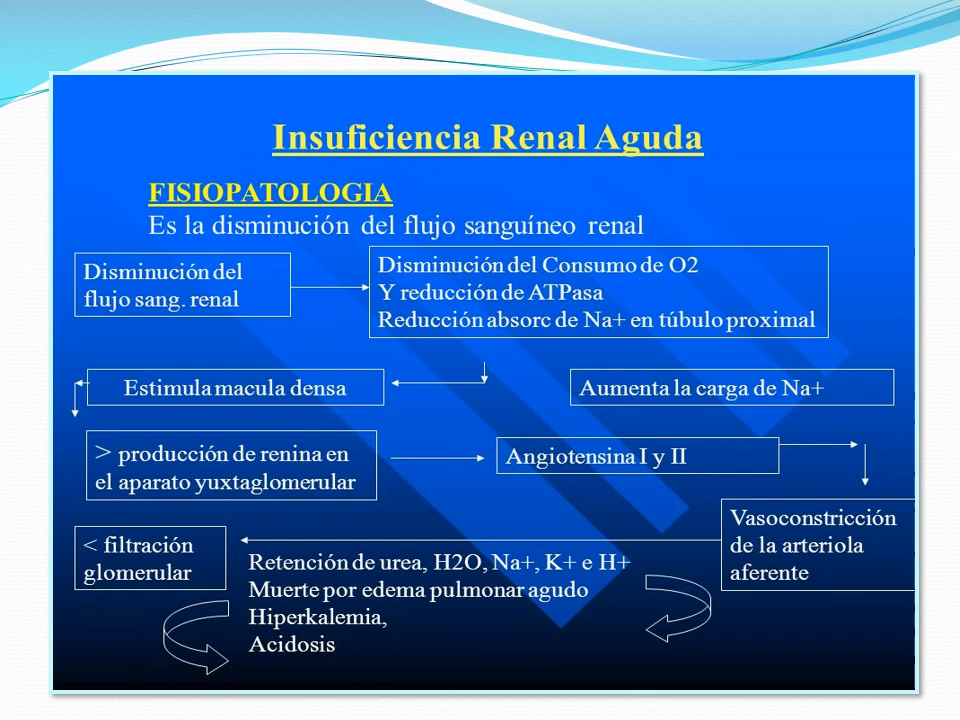 Insuficiencia Renal Aguda
FISIOPATOLOGIA
Es la disminución del flujo sanguíneo renal
Disminución del
flujo sang. renal
Disminución del Consumo de O2
Y reducción de ATPasa
Reducción absorc de Na+ en túbulo proximal
Estimula macula densa
Aumenta la carga de Na+
> producción de renina en
el aparato yuxtaglomerular
Angiotensina I y II
Vasoconstricción
de la arteriola
aferente
< filtración
glomerular
Retención de urea, H2O, Na+, K+ e H+
Muerte por edema pulmonar agudo
Hiperkalemia,
Acidosis